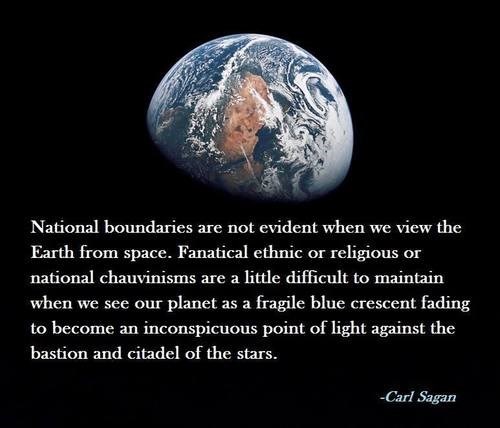 National boundaries are not evident when we view the
Earth from space. Fanatical ethnic or religious or
national chauvinisms are a little difficult to maintain
when we see our planet as a fragile blue crescent fading
to become an inconspicuous point of light against the
bastion and citadel of the stars.
-Carl Sagan